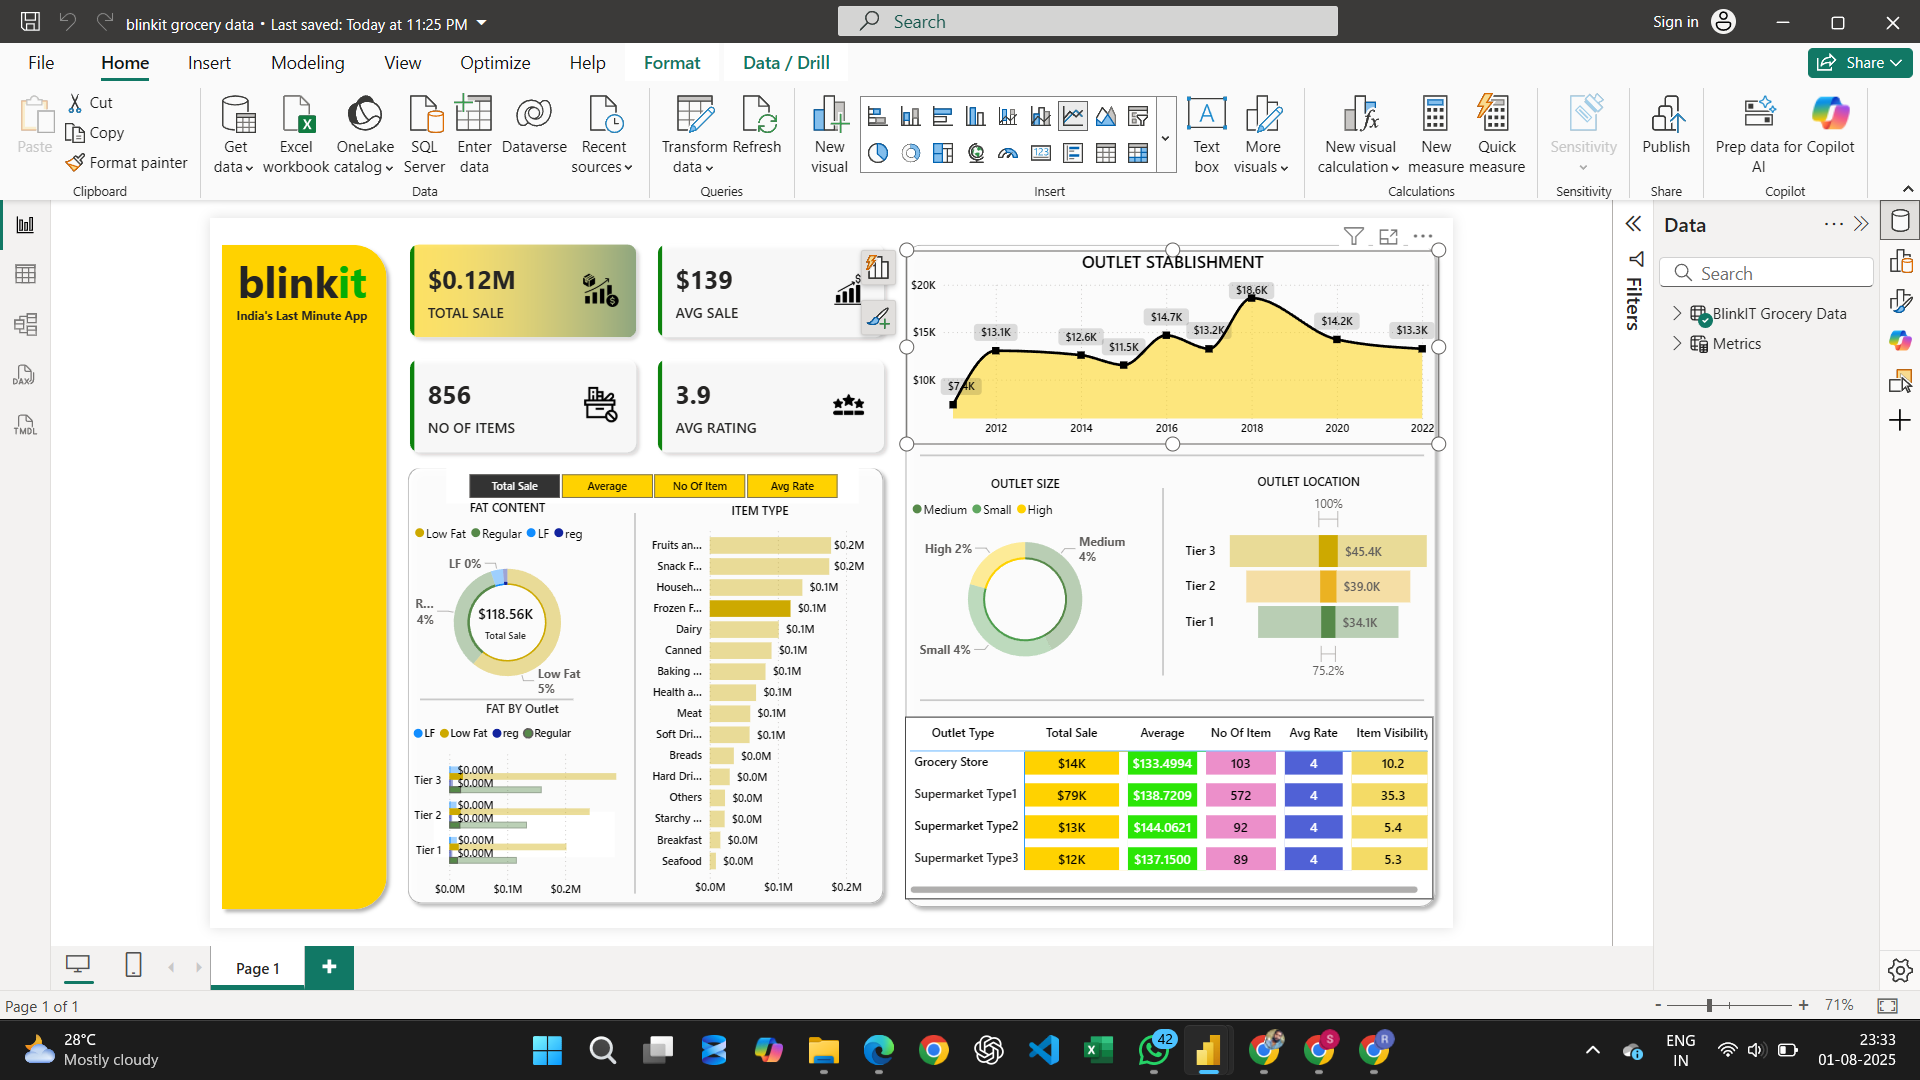 blinkit grocery data • Last saved: Today at 11:25 PM
Search
Sign in
File
Home
Insert
Modeling
View
Optimize
Help
Format
Data / Drill
Share
Paste
Cut
Copy
Format painter
Clipboard
Get data
Excel workbook
OneLake catalog
SQL Server
Enter data
Dataverse
Recent sources
Data
Transform data
Refresh
Queries
New visual
Text box
More visuals
Insert
New visual calculation
New measure
Quick measure
Calculations
Sensitivity
Sensitivity
Publish
Share
Prep data for AI
Copilot
Copilot
blinkit
India's Last Minute App
$0.12M
TOTAL SALE
$139
AVG SALE
856
NO OF ITEMS
3.9
AVG RATING
OUTLET STABLISHMENT
$20K
$15K
$10K
$7.4K
$13.1K
$12.6K
$11.5K
$14.7K
$13.2K
$18.6K
$14.2K
$13.3K
2012
2014
2016
2018
2020
2022
Total Sale
Average
No Of Item
Avg Rate
FAT CONTENT
Low Fat
Regular
LF
reg
LF 0%
R...
4%
$118.56K
Total Sale
Low Fat
5%
FAT BY Outlet
LF
Low Fat
reg
Regular
Tier 3
$0.00M
$0.00M
Tier 2
$0.00M
$0.00M
Tier 1
$0.00M
$0.00M
$0.0M
$0.1M
$0.2M
ITEM TYPE
Fruits an... $0.2M
Snack F... $0.2M
Househ... $0.1M
Frozen F... $0.1M
Dairy $0.1M
Canned $0.1M
Baking ... $0.1M
Health a... $0.1M
Meat $0.1M
Soft Dri... $0.1M
Breads $0.0M
Hard Dri... $0.0M
Others $0.0M
Starchy ... $0.0M
Breakfast $0.0M
Seafood $0.0M
$0.0M
$0.1M
$0.2M
OUTLET SIZE
Medium
Small
High
High 2%
Medium
4%
Small 4%
OUTLET LOCATION
100%
Tier 3 $45.4K
Tier 2 $39.0K
Tier 1 $34.1K
75.2%
Outlet Type Total Sale Average No Of Item Avg Rate Item Visibility
Grocery Store $14K $133.4994 103 4 10.2
Supermarket Type1 $79K $138.7209 572 4 35.3
Supermarket Type2 $13K $144.0621 92 4 5.4
Supermarket Type3 $12K $137.1500 89 4 5.3
Filters
Data
Search
BlinkIT Grocery Data
Metrics
DAX
TMDL
Page 1
Page 1 of 1
- + 71%
28°C
Mostly cloudy
42
S
R
ENG
IN
23:33
01-08-2025